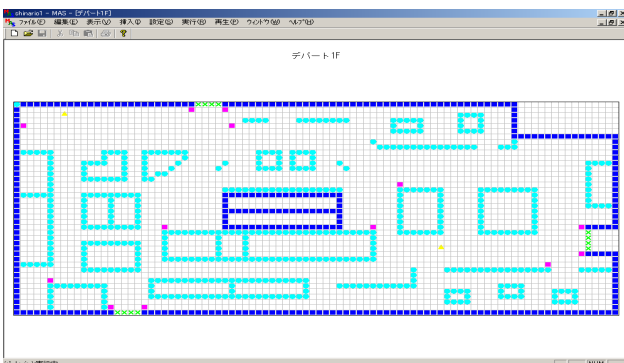 shinario1 - MAS - [デパート1F]
ファイル(F) 編集(E) 表示(V) 挿入(I) 設定(S) 実行(R) 再生(P) ウィンドウ(W) ヘルプ(H)
デパート1F
NUM